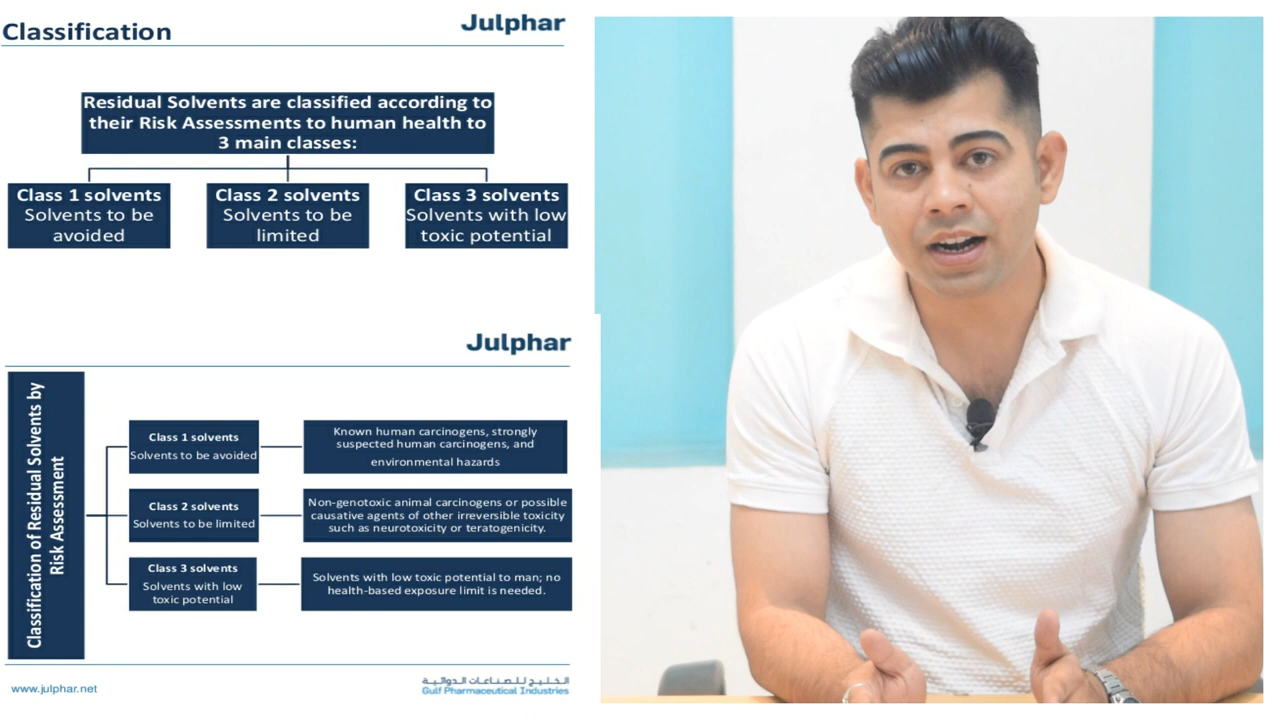 Classification
Julphar
Residual Solvents are classified according to
their Risk Assessments to human health to
3 main classes:
Class 1 solvents
Solvents to be
avoided
Class 2 solvents
Solvents to be
limited
Class 3 solvents
Solvents with low
toxic potential
Julphar
Classification of Residual Solvents by
Risk Assessment
Class 1 solvents
Solvents to be avoided
Known human carcinogens, strongly
suspected human carcinogens, and
environmental hazards
Class 2 solvents
Solvents to be limited
Non-genotoxic animal carcinogens or possible
causative agents of other irreversible toxicity
such as neurotoxicity or teratogenicity.
Class 3 solvents
Solvents with low
toxic potential
Solvents with low toxic potential to man; no
health-based exposure limit is needed.
www.julphar.net
الخليج للصناعات الدوائية
Gulf Pharmaceutical Industries